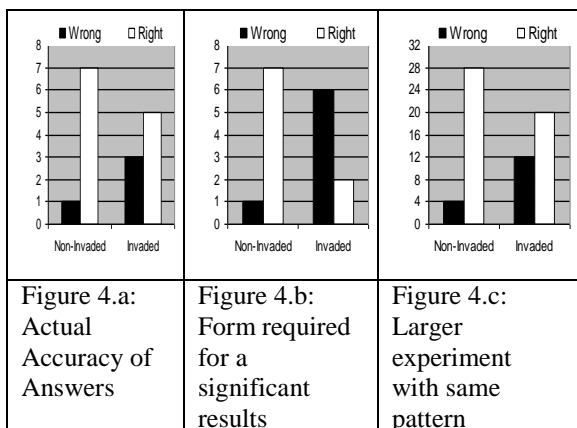 Wrong Right
8
7
6
5
4
3
2
1
0
Non-Invaded Invaded
Wrong Right
8
7
6
5
4
3
2
1
0
Non-Invaded Invaded
Wrong Right
32
28
24
20
16
12
8
4
0
Non-Invaded Invaded
Figure 4.a:
Actual
Accuracy of
Answers
Figure 4.b:
Form required
for a
significant
results
Figure 4.c:
Larger
experiment
with same
pattern